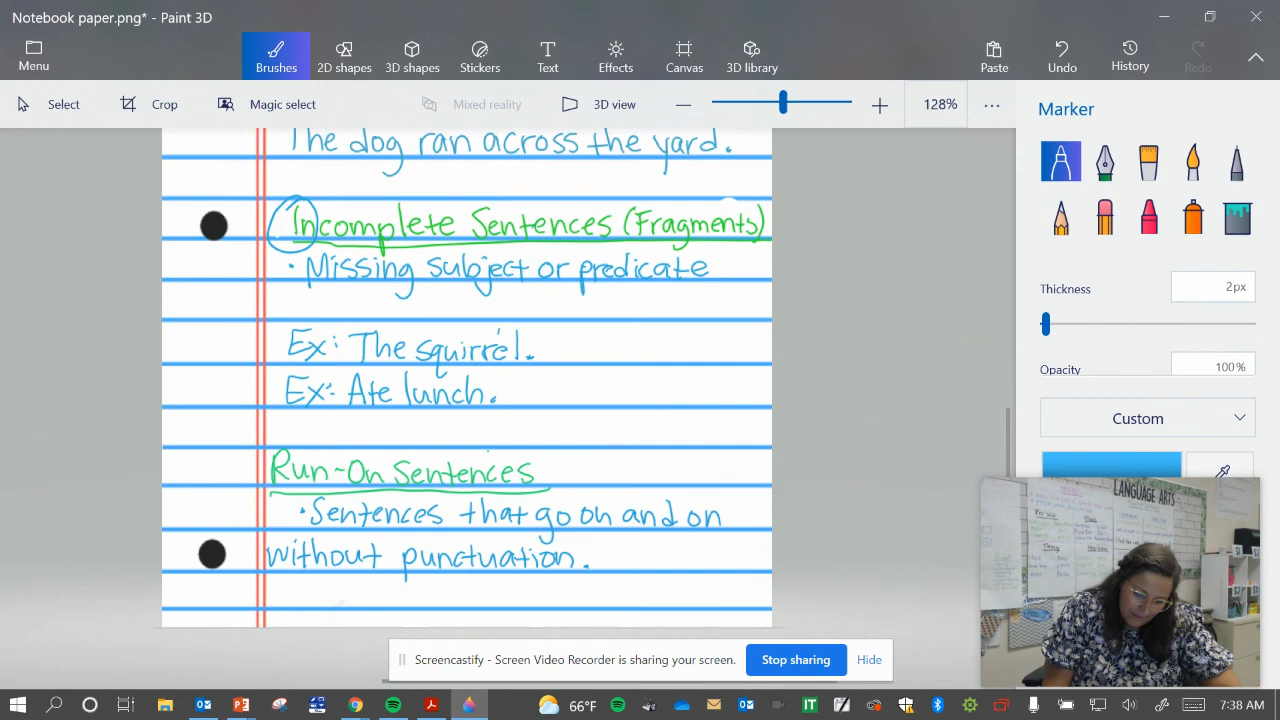 Notebook paper.png* - Paint 3D
Menu
Brushes
2D shapes
3D shapes
Stickers
Text
Effects
Canvas
3D library
Paste
Undo
History
Redo
Select
Crop
Magic select
Mixed reality
3D view
128%
Marker
The dog ran across the yard.
Incomplete Sentences (Fragments)
· Missing subject or predicate
Ex: The squirrel.
Ex: Ate lunch.
Run-On Sentences
· Sentences that go on and on
without punctuation.
Thickness
2px
Opacity
100%
Custom
LANGUAGE ARTS
Screencastify - Screen Video Recorder is sharing your screen.
Stop sharing
Hide
66°F
IT
7:38 AM